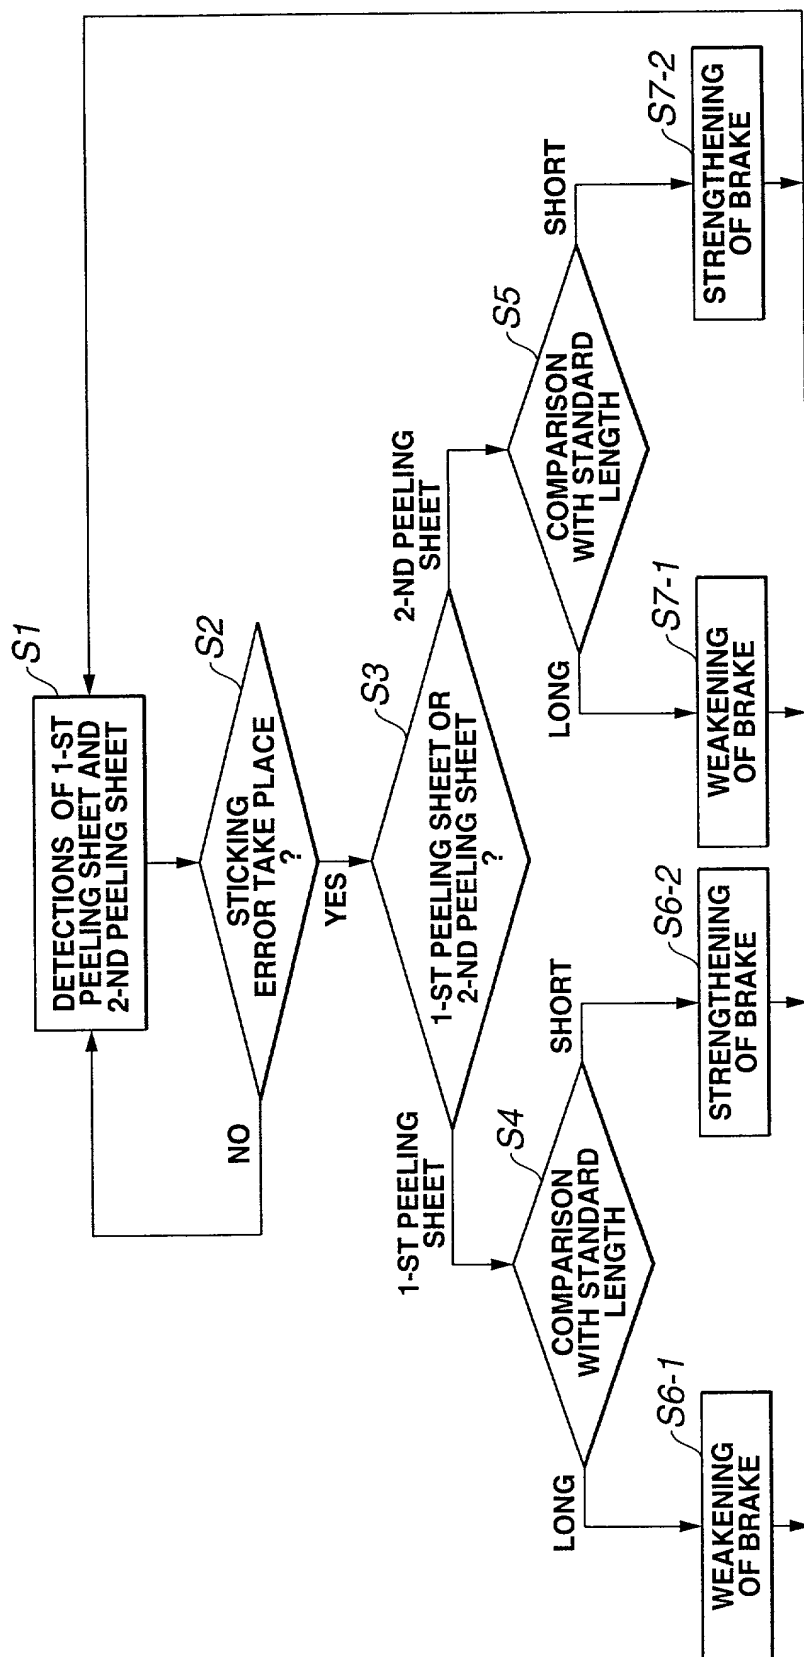 S1
DETECTIONS OF 1-ST
PEELING SHEET AND
2-ND PEELING SHEET
S2
STICKING
ERROR TAKE PLACE
?
NO
YES
S3
1-ST PEELING SHEET OR
2-ND PEELING SHEET
?
1-ST PEELING
SHEET
2-ND PEELING
SHEET
S4
COMPARISON
WITH STANDARD
LENGTH
LONG
SHORT
S5
COMPARISON
WITH STANDARD
LENGTH
LONG
SHORT
S6-1
WEAKENING
OF BRAKE
S6-2
STRENGTHENING
OF BRAKE
S7-1
WEAKENING
OF BRAKE
S7-2
STRENGTHENING
OF BRAKE